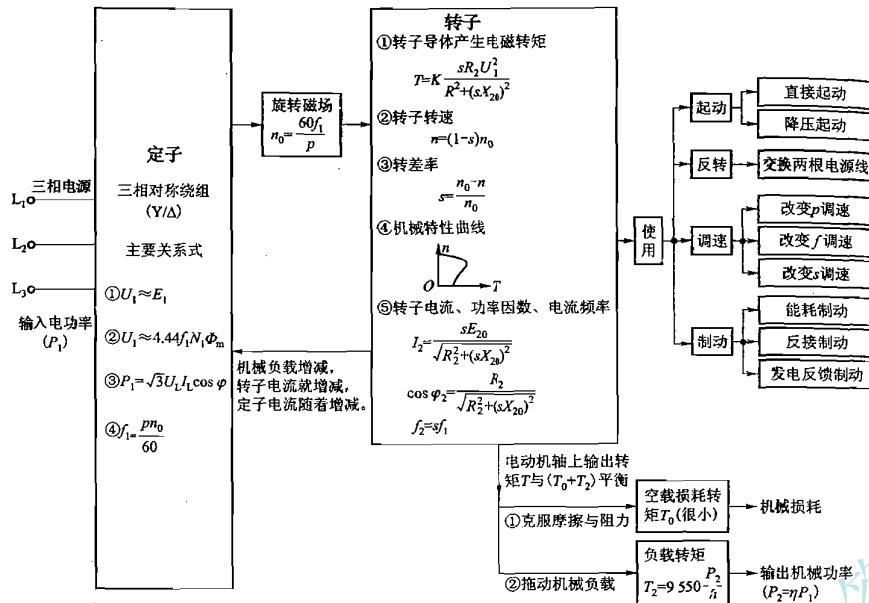 L₁
L₂
L₃
三相电源
输入电功率
(P₁)
定子
三相对称绕组
(Y/Δ)
主要关系式
①U₁≈E₁
②U₁≈4.44f₁N₁Φm
③P₁=√3U_L I_L cos φ
④f₁=pn₀/60
旋转磁场
n₀=60f₁/p
机械负载增减,
转子电流就增减,
定子电流随着增减。
转子
①转子导体产生电磁转矩
T=K sR₂U₁²/(R²+(sX₂₀)²)
②转子转速
n=(1-s)n₀
③转差率
s=(n₀-n)/n₀
④机械特性曲线
n
O
T
⑤转子电流、功率因数、电流频率
I₂=sE₂₀/√(R₂²+(sX₂₀)²)
cos φ₂=R₂/√(R₂²+(sX₂₀)²)
f₂=sf₁
使用
起动
直接起动
降压起动
反转
交换两根电源线
调速
改变p调速
改变f调速
改变s调速
制动
能耗制动
反接制动
发电反馈制动
电动机轴上输出转
矩T与(T₀+T₂)平衡
①克服摩擦与阻力
空载损耗转
矩T₀(很小)
机械损耗
②拖动机械负载
负载转矩
T₂=9 550 P₂/n
输出机械功率
(P₂=ηP₁)